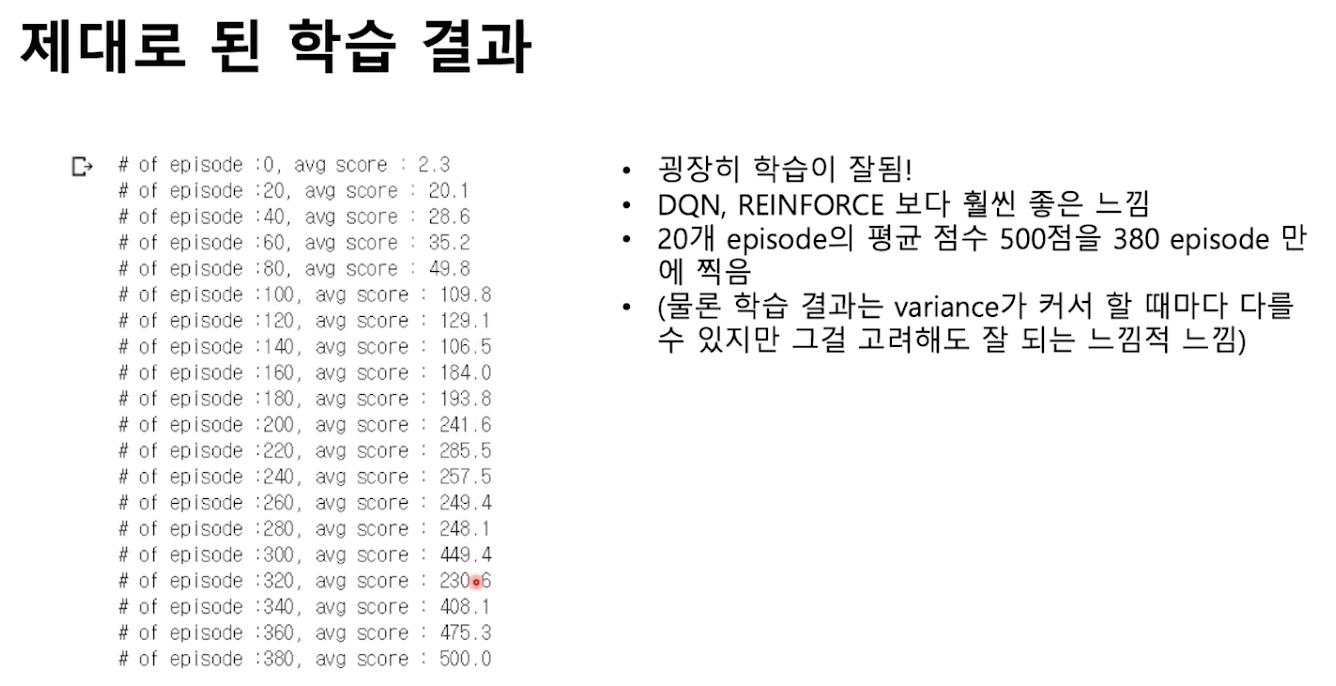 제대로 된 학습 결과
# of episode :0, avg score : 2.3
# of episode :20, avg score : 20.1
# of episode :40, avg score : 28.6
# of episode :60, avg score : 35.2
# of episode :80, avg score : 49.8
# of episode :100, avg score : 109.8
# of episode :120, avg score : 129.1
# of episode :140, avg score : 106.5
# of episode :160, avg score : 184.0
# of episode :180, avg score : 193.8
# of episode :200, avg score : 241.6
# of episode :220, avg score : 285.5
# of episode :240, avg score : 257.5
# of episode :260, avg score : 249.4
# of episode :280, avg score : 248.1
# of episode :300, avg score : 449.4
# of episode :320, avg score : 230.6
# of episode :340, avg score : 408.1
# of episode :360, avg score : 475.3
# of episode :380, avg score : 500.0
• 굉장히 학습이 잘됨!
• DQN, REINFORCE 보다 훨씬 좋은 느낌
• 20개 episode의 평균 점수 500점을 380 episode 만
에 찍음
• (물론 학습 결과는 variance가 커서 할 때마다 다를
수 있지만 그걸 고려해도 잘 되는 느낌적 느낌)